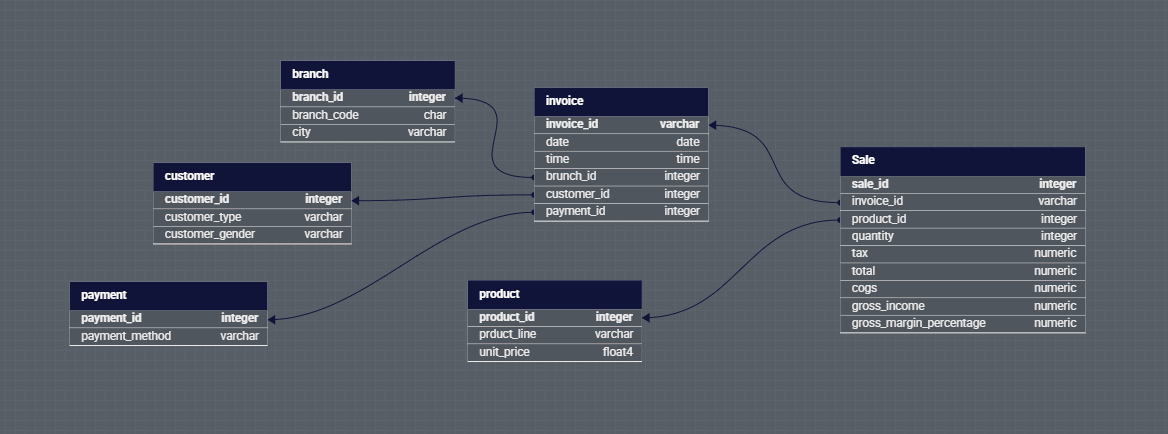 branch
branch_id integer
branch_code char
city varchar
customer
customer_id integer
customer_type varchar
customer_gender varchar
payment
payment_id integer
payment_method varchar
invoice
invoice_id varchar
date date
time time
brunch_id integer
customer_id integer
payment_id integer
product
product_id integer
prduct_line varchar
unit_price float4
Sale
sale_id integer
invoice_id varchar
product_id integer
quantity integer
tax numeric
total numeric
cogs numeric
gross_income numeric
gross_margin_percentage numeric